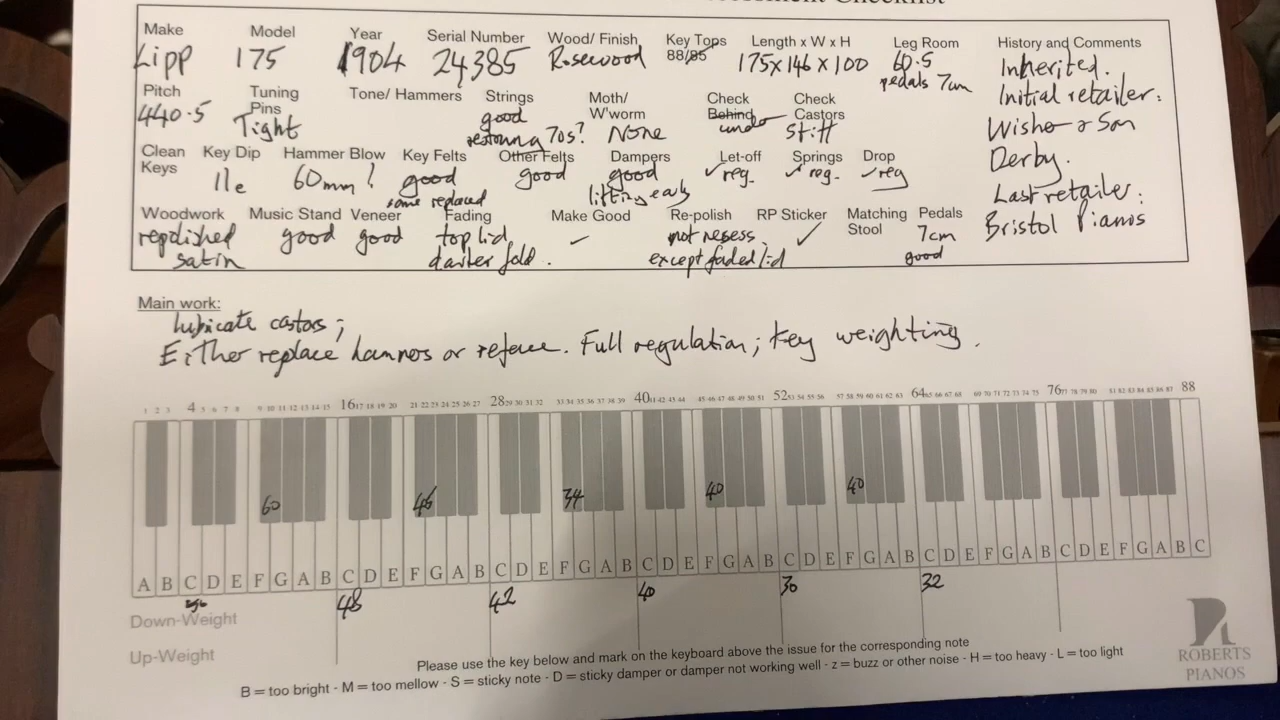 Checklist
Make Model Year Serial Number Wood/ Finish Key Tops Length x W x H Leg Room History and Comments
Lipp 175 1904 24385 Rosewood 88/85 175 x 146 x 100 60.5 Inherited.
pedals 7cm
Pitch Tuning Pins Tone/ Hammers Strings Moth/ W'worm Check Behind Check Castors Initial retailer:
440.5 Tight good None under stiff Wisher & Son
restrung 70s?
Clean Keys Key Dip Hammer Blow Key Felts Other Felts Dampers Let-off Springs Drop Derby.
11e 60mm? good good good ✓ reg. ✓ reg. ✓ reg Last retailer:
some replaced lifting early
Woodwork Music Stand Veneer Fading Make Good Re-polish RP Sticker Matching Stool Pedals Bristol Pianos
repolished good good top lid ✓ not necess. ✓ 7cm
satin darker fold. except faded lid good
Main work:
lubricate castors;
Either replace hammers or reface. Full regulation; key weighting.
1 2 3 4 5 6 7 8 9 10 11 12 13 14 15 16 17 18 19 20 21 22 23 24 25 26 27 28 29 30 31 32 33 34 35 36 37 38 39 40 41 42 43 44 45 46 47 48 49 50 51 52 53 54 55 56 57 58 59 60 61 62 63 64 65 66 67 68 69 70 71 72 73 74 75 76 77 78 79 80 81 82 83 84 85 86 87 88
60 46 34 40 40
A B C D E F G A B C D E F G A B C D E F G A B C D E F G A B C D E F G A B C D E F G A B C D E F G A B C
48 42 40 30 32
Down-Weight
Up-Weight
Please use the key below and mark on the keyboard above the issue for the corresponding note
B = too bright - M = too mellow - S = sticky note - D = sticky damper or damper not working well - z = buzz or other noise - H = too heavy - L = too light
ROBERTS
PIANOS